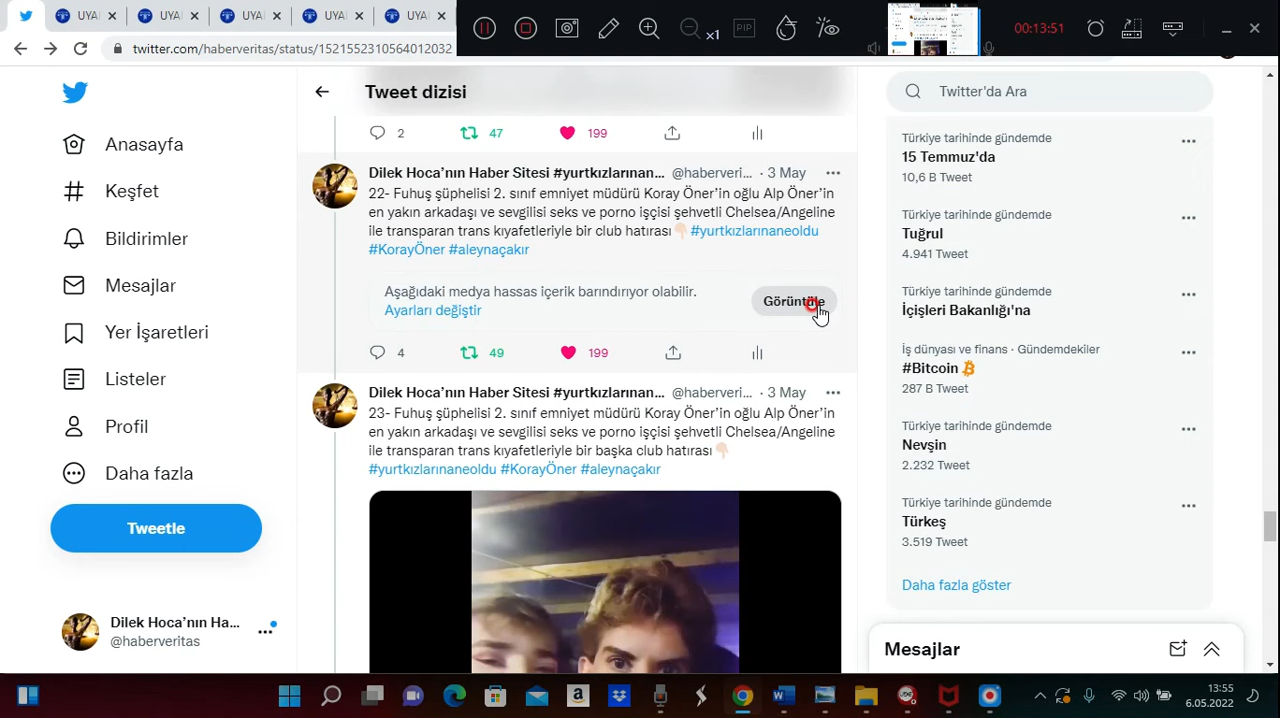 UYA
UYA
UYA
UYA
x1
PIP
00:13:51
twitter.com/haberveritas/status/1521552310594012032
Tweet dizisi
Twitter'da Ara
Anasayfa
Keşfet
Bildirimler
Mesajlar
Yer İşaretleri
Listeler
Profil
Daha fazla
Tweetle
Dilek Hoca’nın Ha...
@haberveritas
2
47
199
Dilek Hoca’nın Haber Sitesi #yurtkızlarınan... @haberveri... · 3 May
22- Fuhuş şüphelisi 2. sınıf emniyet müdürü Koray Öner’in oğlu Alp Öner’in
en yakın arkadaşı ve sevgilisi seks ve porno işçisi şehvetli Chelsea/Angeline
ile transparan trans kıyafetleriyle bir club hatırası👇🏻 #yurtkızlarınaneoldu
#KorayÖner #aleynaçakır
Aşağıdaki medya hassas içerik barındırıyor olabilir.
Ayarları değiştir
Görüntüle
4
49
199
Dilek Hoca’nın Haber Sitesi #yurtkızlarınan... @haberveri... · 3 May
23- Fuhuş şüphelisi 2. sınıf emniyet müdürü Koray Öner’in oğlu Alp Öner’in
en yakın arkadaşı ve sevgilisi seks ve porno işçisi şehvetli Chelsea/Angeline
ile transparan trans kıyafetleriyle bir başka club hatırası👇🏻
#yurtkızlarınaneoldu #KorayÖner #aleynaçakır
Türkiye tarihinde gündemde
15 Temmuz'da
10,6 B Tweet
Türkiye tarihinde gündemde
Tuğrul
4.941 Tweet
Türkiye tarihinde gündemde
İçişleri Bakanlığı'na
İş dünyası ve finans · Gündemdekiler
#Bitcoin
287 B Tweet
Türkiye tarihinde gündemde
Nevşin
2.232 Tweet
Türkiye tarihinde gündemde
Türkeş
3.519 Tweet
Daha fazla göster
Mesajlar
13:55
6.05.2022